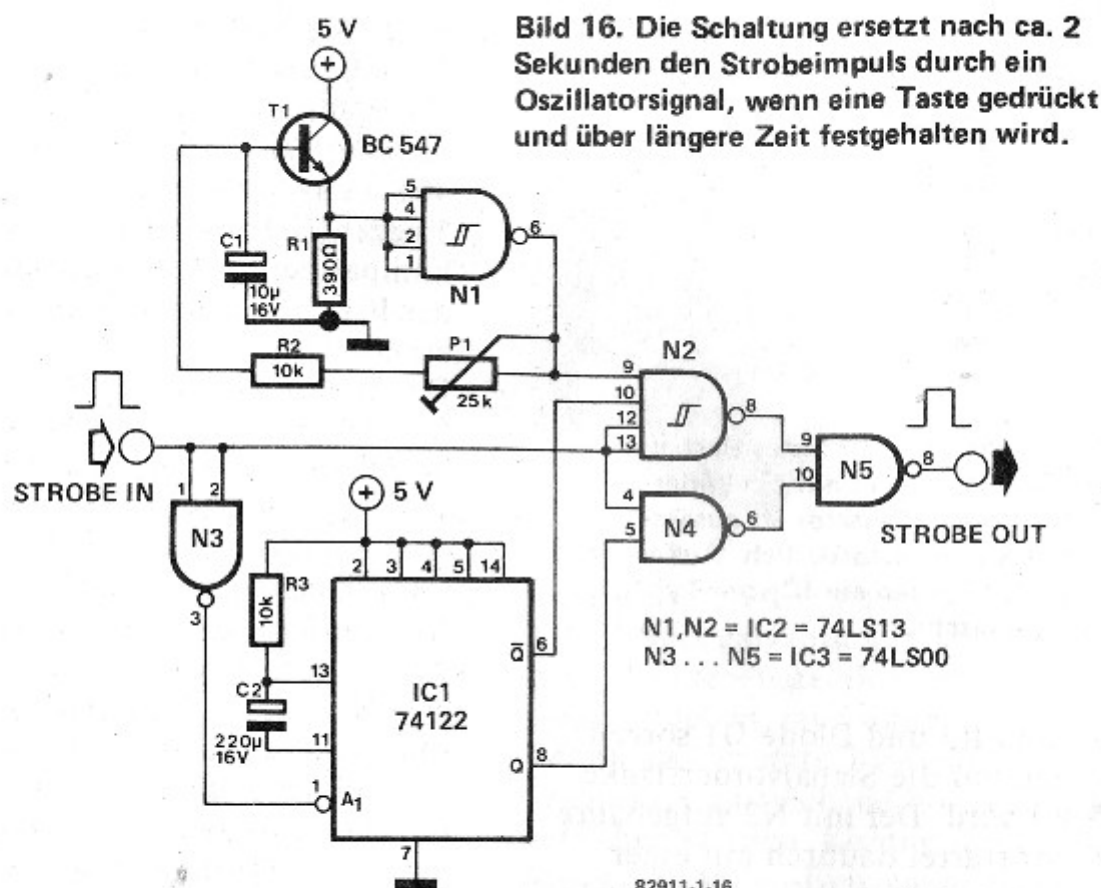 Bild 16. Die Schaltung ersetzt nach ca. 2
Sekunden den Strobeimpuls durch ein
Oszillatorsignal, wenn eine Taste gedrückt
und über längere Zeit festgehalten wird.
5 V
+
T1
BC 547
C1
10µ
16V
R1
390Ω
5
4
2
1
6
N1
R2
10k
P1
25k
N2
9
10
12
13
8
STROBE IN
1 2
N3
3
4
5
N4
6
9
10
N5
8
STROBE OUT
+ 5 V
R3
10k
2 3 4 5 14
13
C2
220µ
16V
11
1
A1
IC1
74122
Q̅ 6
Q 8
7
N1,N2 = IC2 = 74LS13
N3 . . . N5 = IC3 = 74LS00
82911-1-16